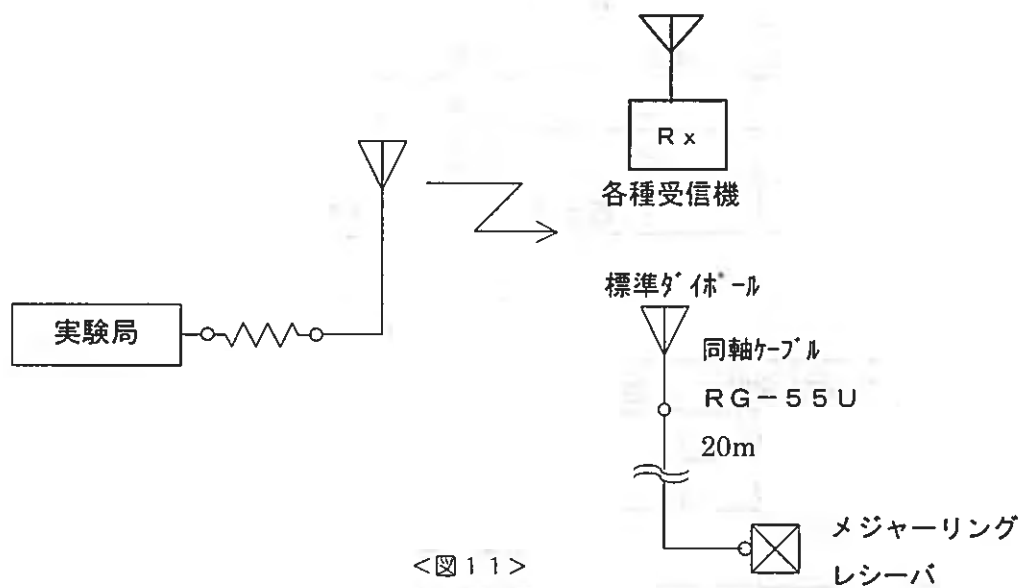 Ｒｘ
各種受信機
標準ﾀﾞｲﾎﾟｰﾙ
実験局
同軸ｹｰﾌﾞﾙ
ＲＧ－５５Ｕ
20m
メジャーリング
レシーバ
＜図１１＞